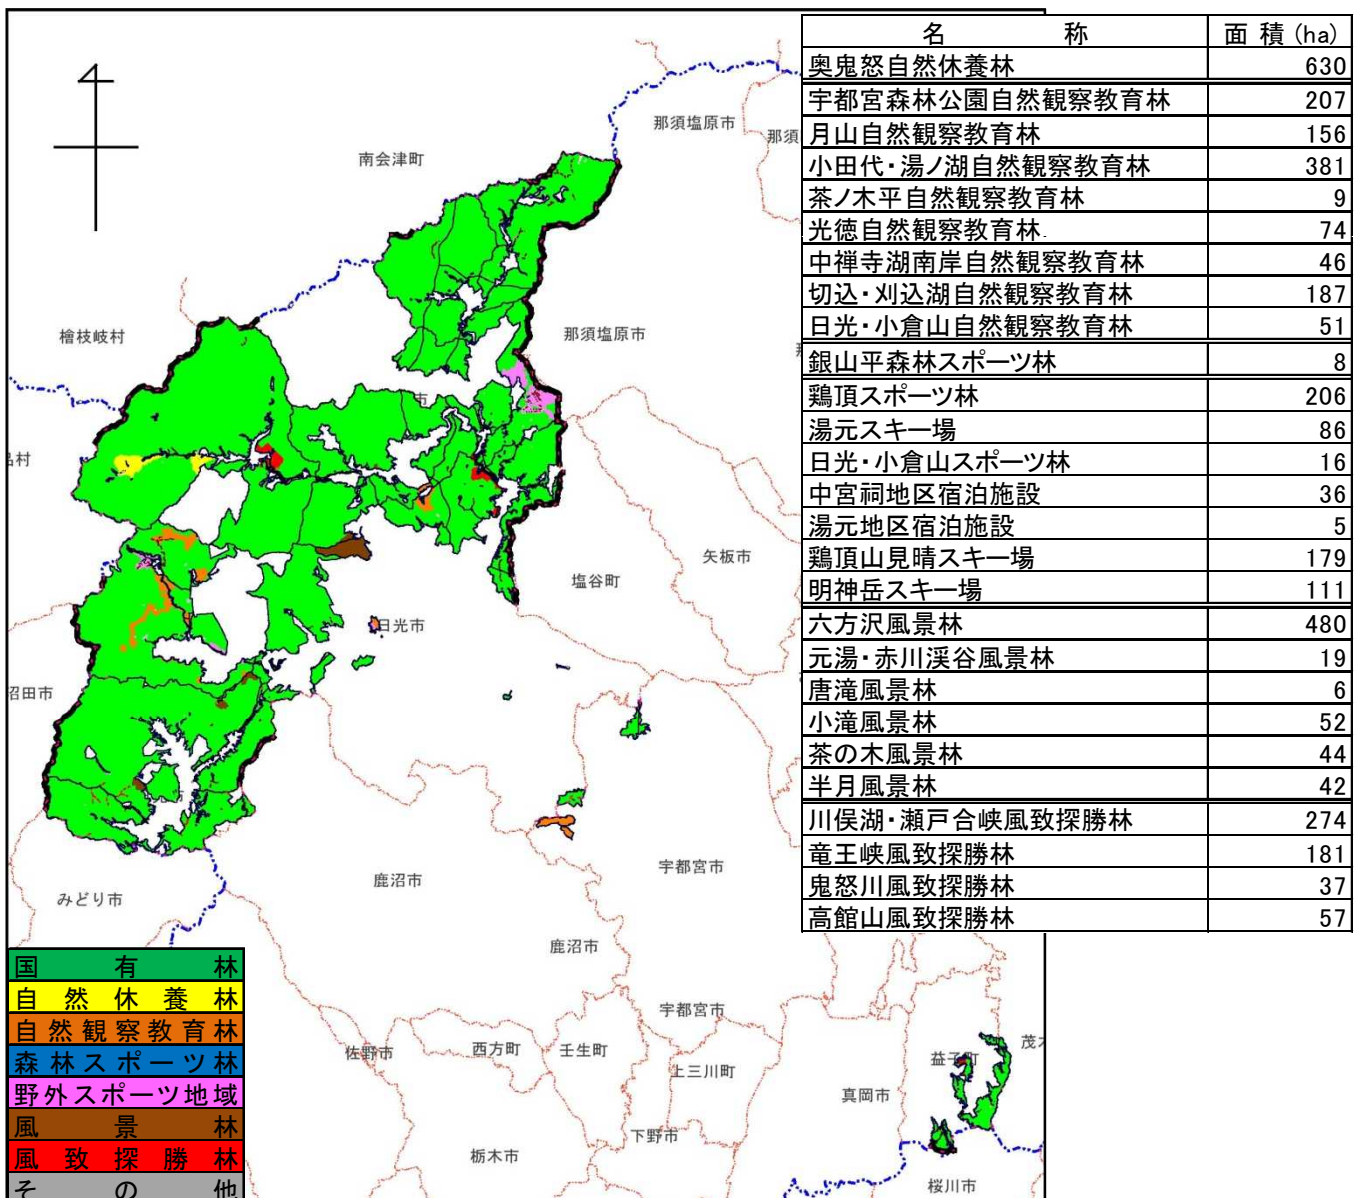 名 称 面 積 (ha)
奥鬼怒自然休養林 630
宇都宮森林公園自然観察教育林 207
月山自然観察教育林 156
小田代・湯ノ湖自然観察教育林 381
茶ノ木平自然観察教育林 9
光徳自然観察教育林 74
中禅寺湖南岸自然観察教育林 46
切込・刈込湖自然観察教育林 187
日光・小倉山自然観察教育林 51
銀山平森林スポーツ林 8
鶏頂スポーツ林 206
湯元スキー場 86
日光・小倉山スポーツ林 16
中宮祠地区宿泊施設 36
湯元地区宿泊施設 5
鶏頂山見晴スキー場 179
明神岳スキー場 111
六方沢風景林 480
元湯・赤川渓谷風景林 19
唐滝風景林 6
小滝風景林 52
茶の木風景林 44
半月風景林 42
川俣湖・瀬戸合峡風致探勝林 274
竜王峡風致探勝林 181
鬼怒川風致探勝林 37
高館山風致探勝林 57
那須塩原市
那須
南会津町
檜枝岐村
那須塩原市
市
品村
矢板市
塩谷町
日光市
沼田市
宇都宮市
鹿沼市
みどり市
鹿沼市
宇都宮市
佐野市
西方町
壬生町
上三川町
益子町
茂木
真岡市
下野市
栃木市
桜川市
国有林
自然休養林
自然観察教育林
森林スポーツ林
野外スポーツ地域
風景林
風致探勝林
その他